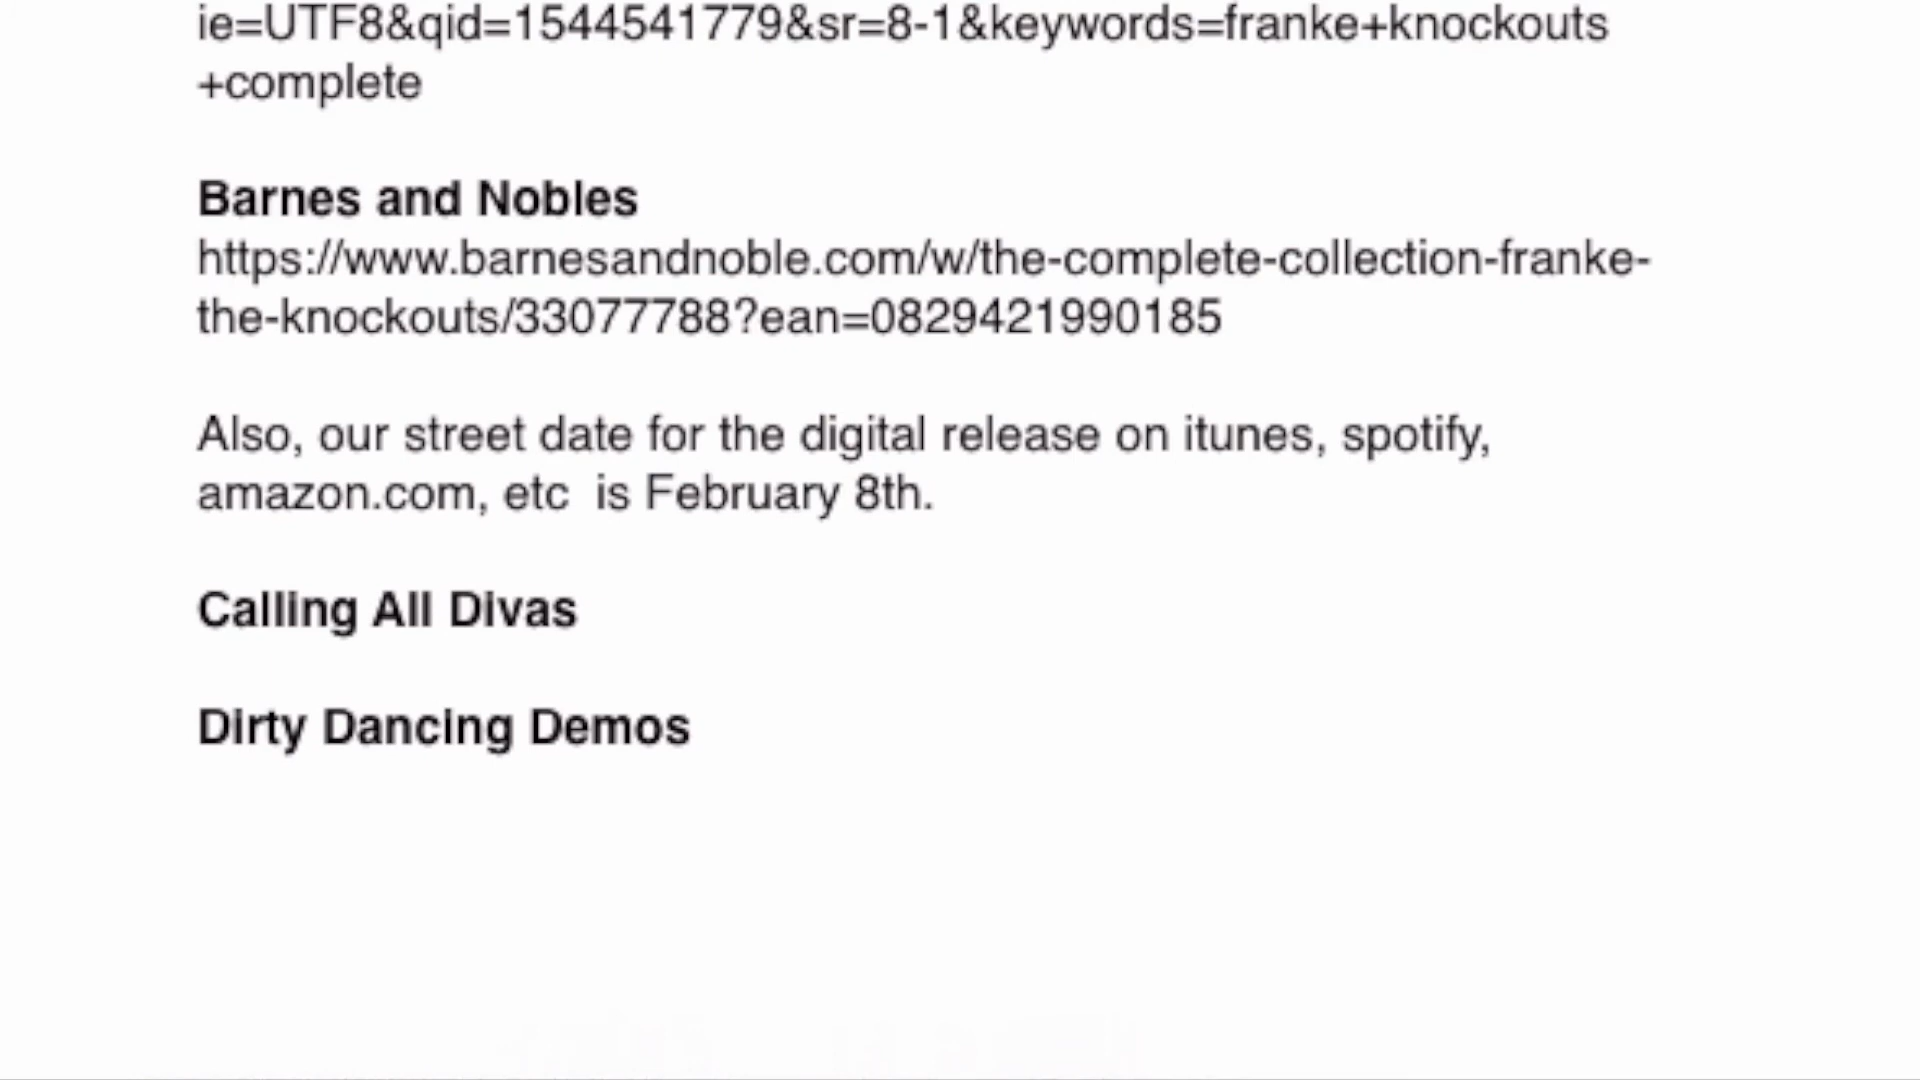 ie=UTF8&qid=1544541779&sr=8-1&keywords=franke+knockouts
+complete
Barnes and Nobles
https://www.barnesandnoble.com/w/the-complete-collection-franke-
the-knockouts/33077788?ean=0829421990185
Also, our street date for the digital release on itunes, spotify,
amazon.com, etc  is February 8th.
Calling All Divas
Dirty Dancing Demos